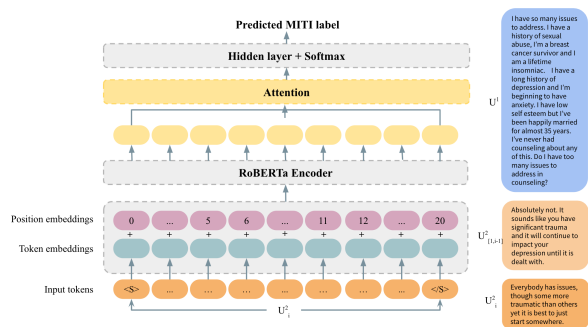 Predicted MITI label
Hidden layer + Softmax
Attention
RoBERTa Encoder
Position embeddings 0 ... 5 6 ... 11 12 ... 20
+ + + + + + + + +
Token embeddings
Input tokens <S> ... ... ... ... ... ... ... </S>
U²ᵢ
U¹
I have so many issues
to address. I have a
history of sexual
abuse, I'm a breast
cancer survivor and I
am a lifetime
insomniac. I have a
long history of
depression and I'm
beginning to have
anxiety. I have low
self esteem but I've
been happily married
for almost 35 years.
I've never had
counseling about any
of this. Do I have too
many issues to
address in
counseling?
U²[1,i-1]
Absolutely not. It
sounds like you have
significant trauma
and it will continue to
impact your
depression until it is
dealt with.
U²ᵢ
Everybody has issues,
though some more
traumatic than others
yet it is best to just
start somewhere.